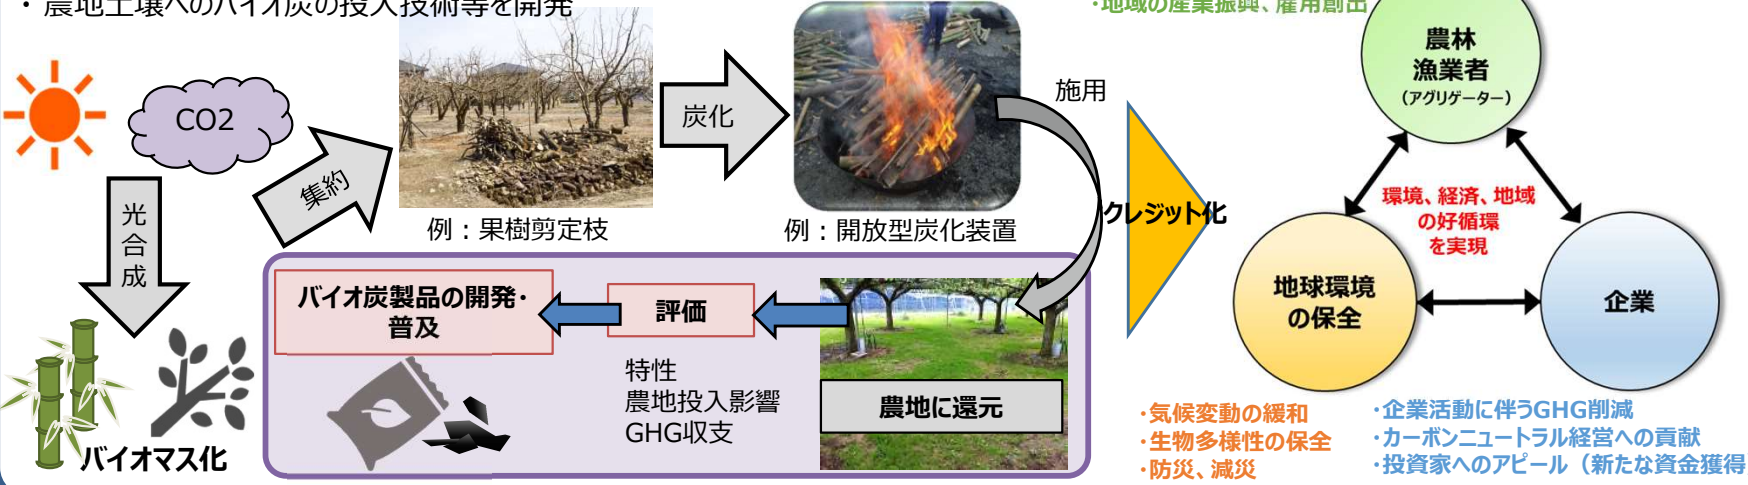 ・農地土壌へのバイオ炭の投入技術等を開発
・地域の産業振興、雇用創出
CO2
光合成
集約
炭化
施用
例：果樹剪定枝
例：開放型炭化装置
バイオマス化
バイオ炭製品の開発・
普及
評価
特性
農地投入影響
GHG収支
農地に還元
クレジット化
農林
漁業者
（アグリゲーター）
環境、経済、地域
の好循環
を実現
地球環境
の保全
企業
・気候変動の緩和
・生物多様性の保全
・防災、減災
・企業活動に伴うGHG削減
・カーボンニュートラル経営への貢献
・投資家へのアピール（新たな資金獲得